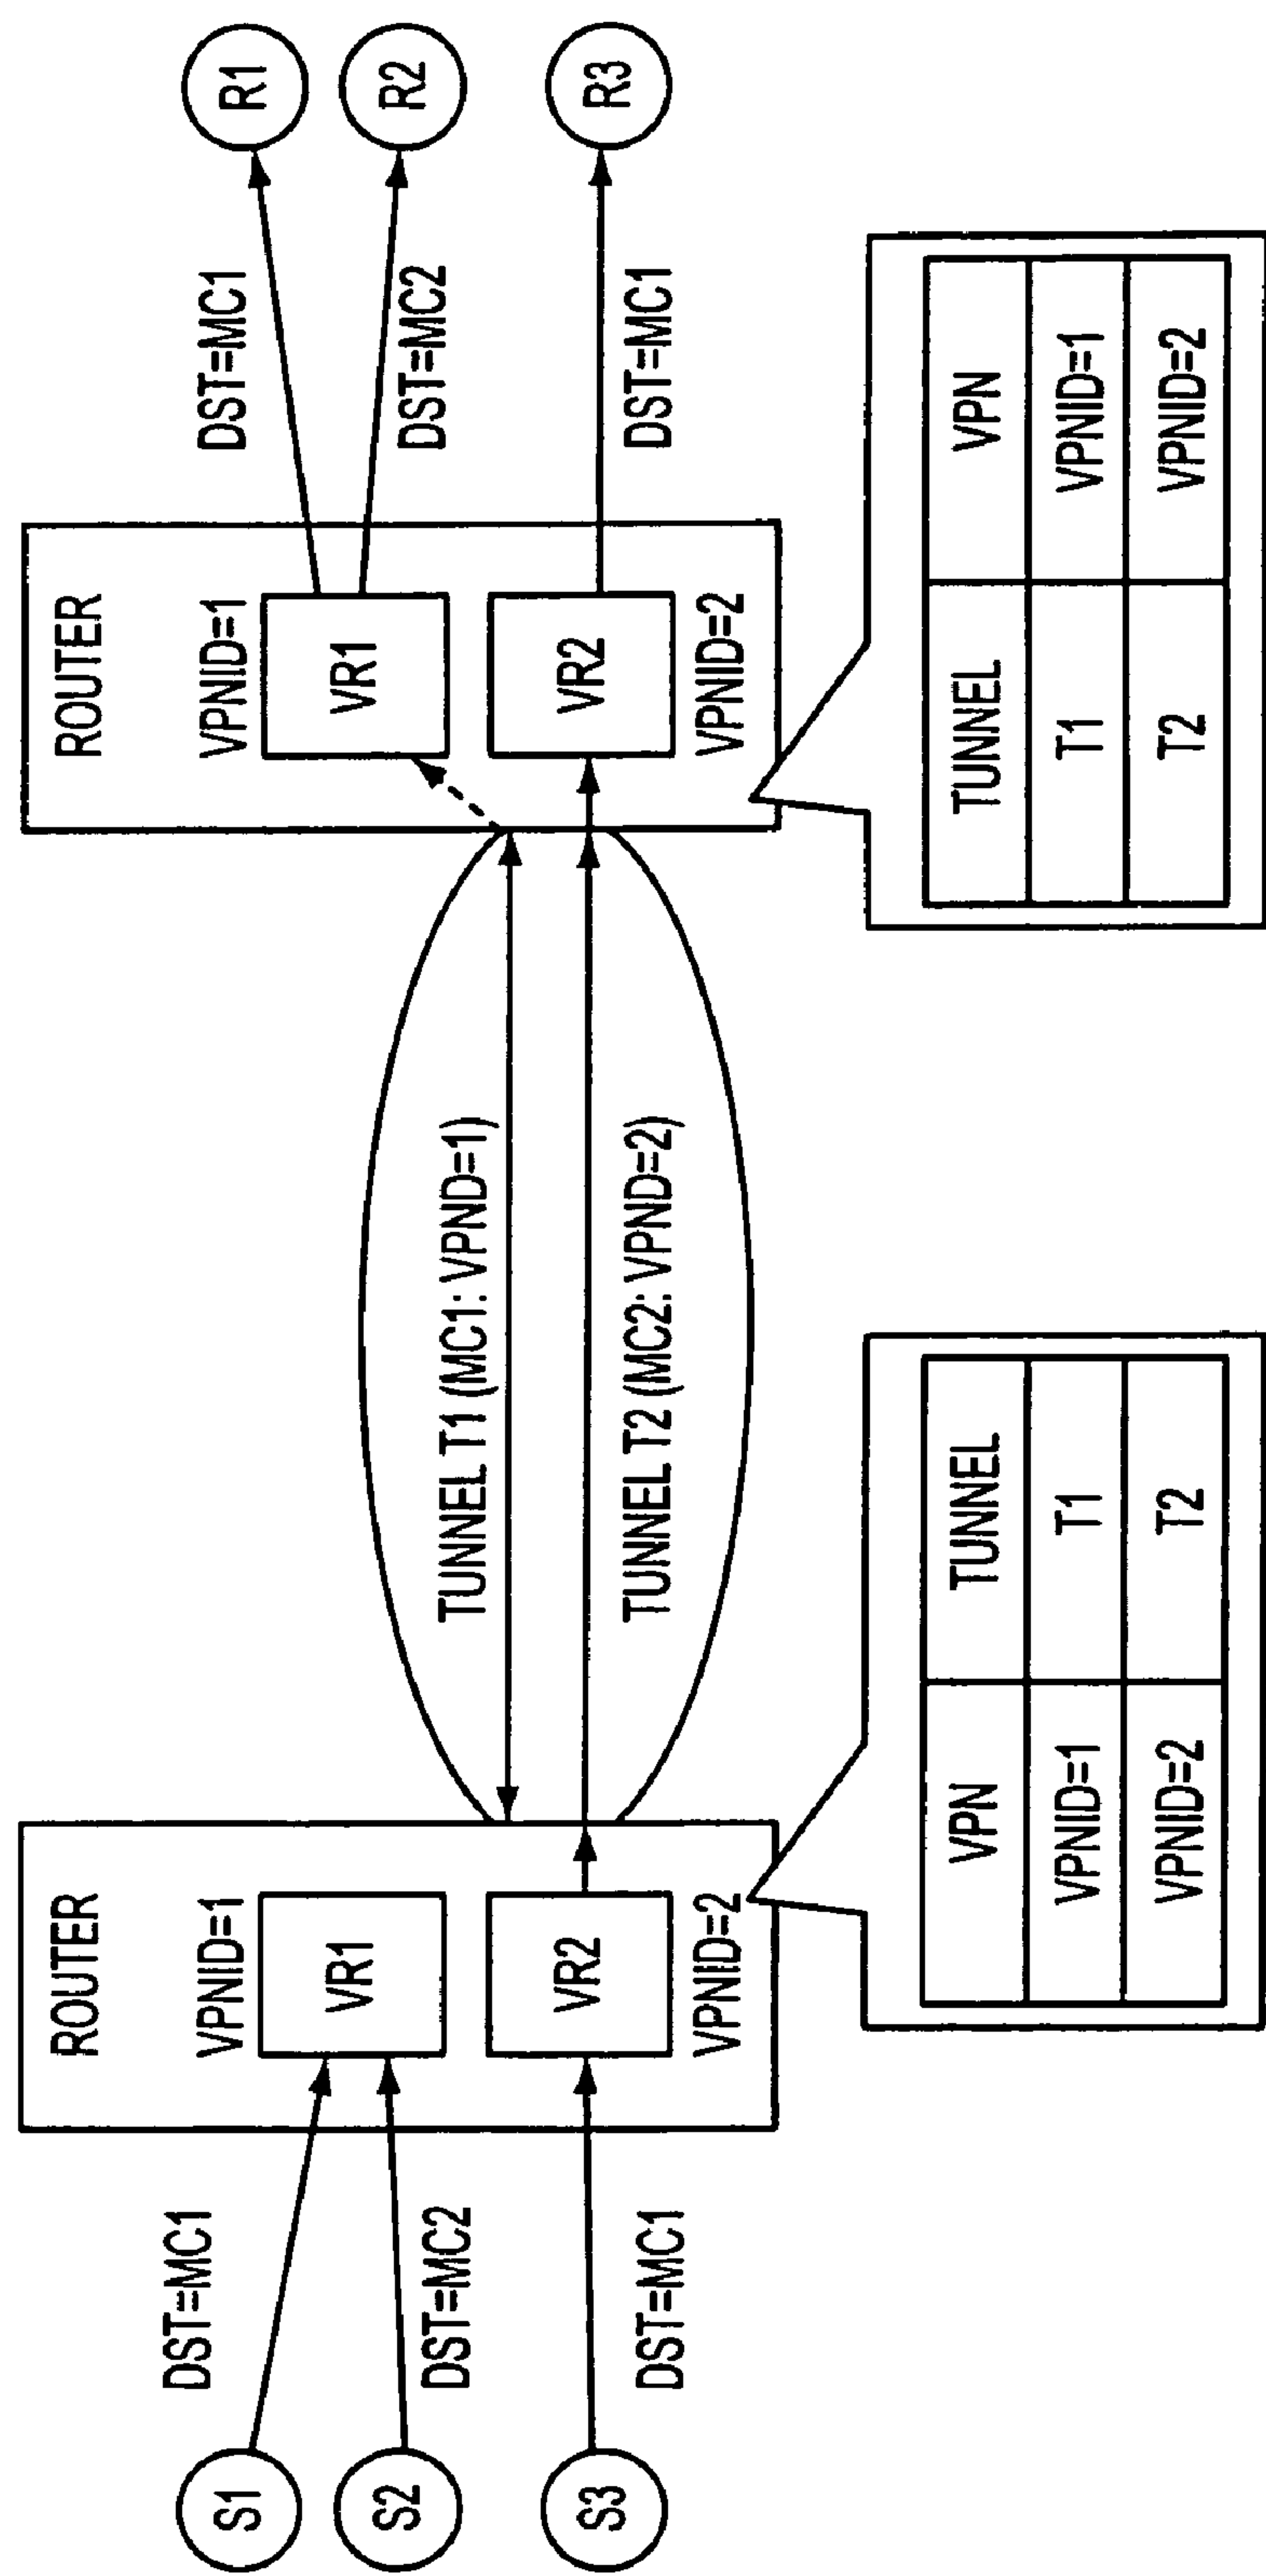 S1
S2
S3
DST=MC1
DST=MC2
DST=MC1
ROUTER
VPNID=1
VR1
VR2
VPNID=2
VPN TUNNEL
VPNID=1 T1
VPNID=2 T2
TUNNEL T1 (MC1: VPND=1)
TUNNEL T2 (MC2: VPND=2)
ROUTER
VPNID=1
VR1
VR2
VPNID=2
TUNNEL VPN
T1 VPNID=1
T2 VPNID=2
DST=MC1
DST=MC2
DST=MC1
R1
R2
R3